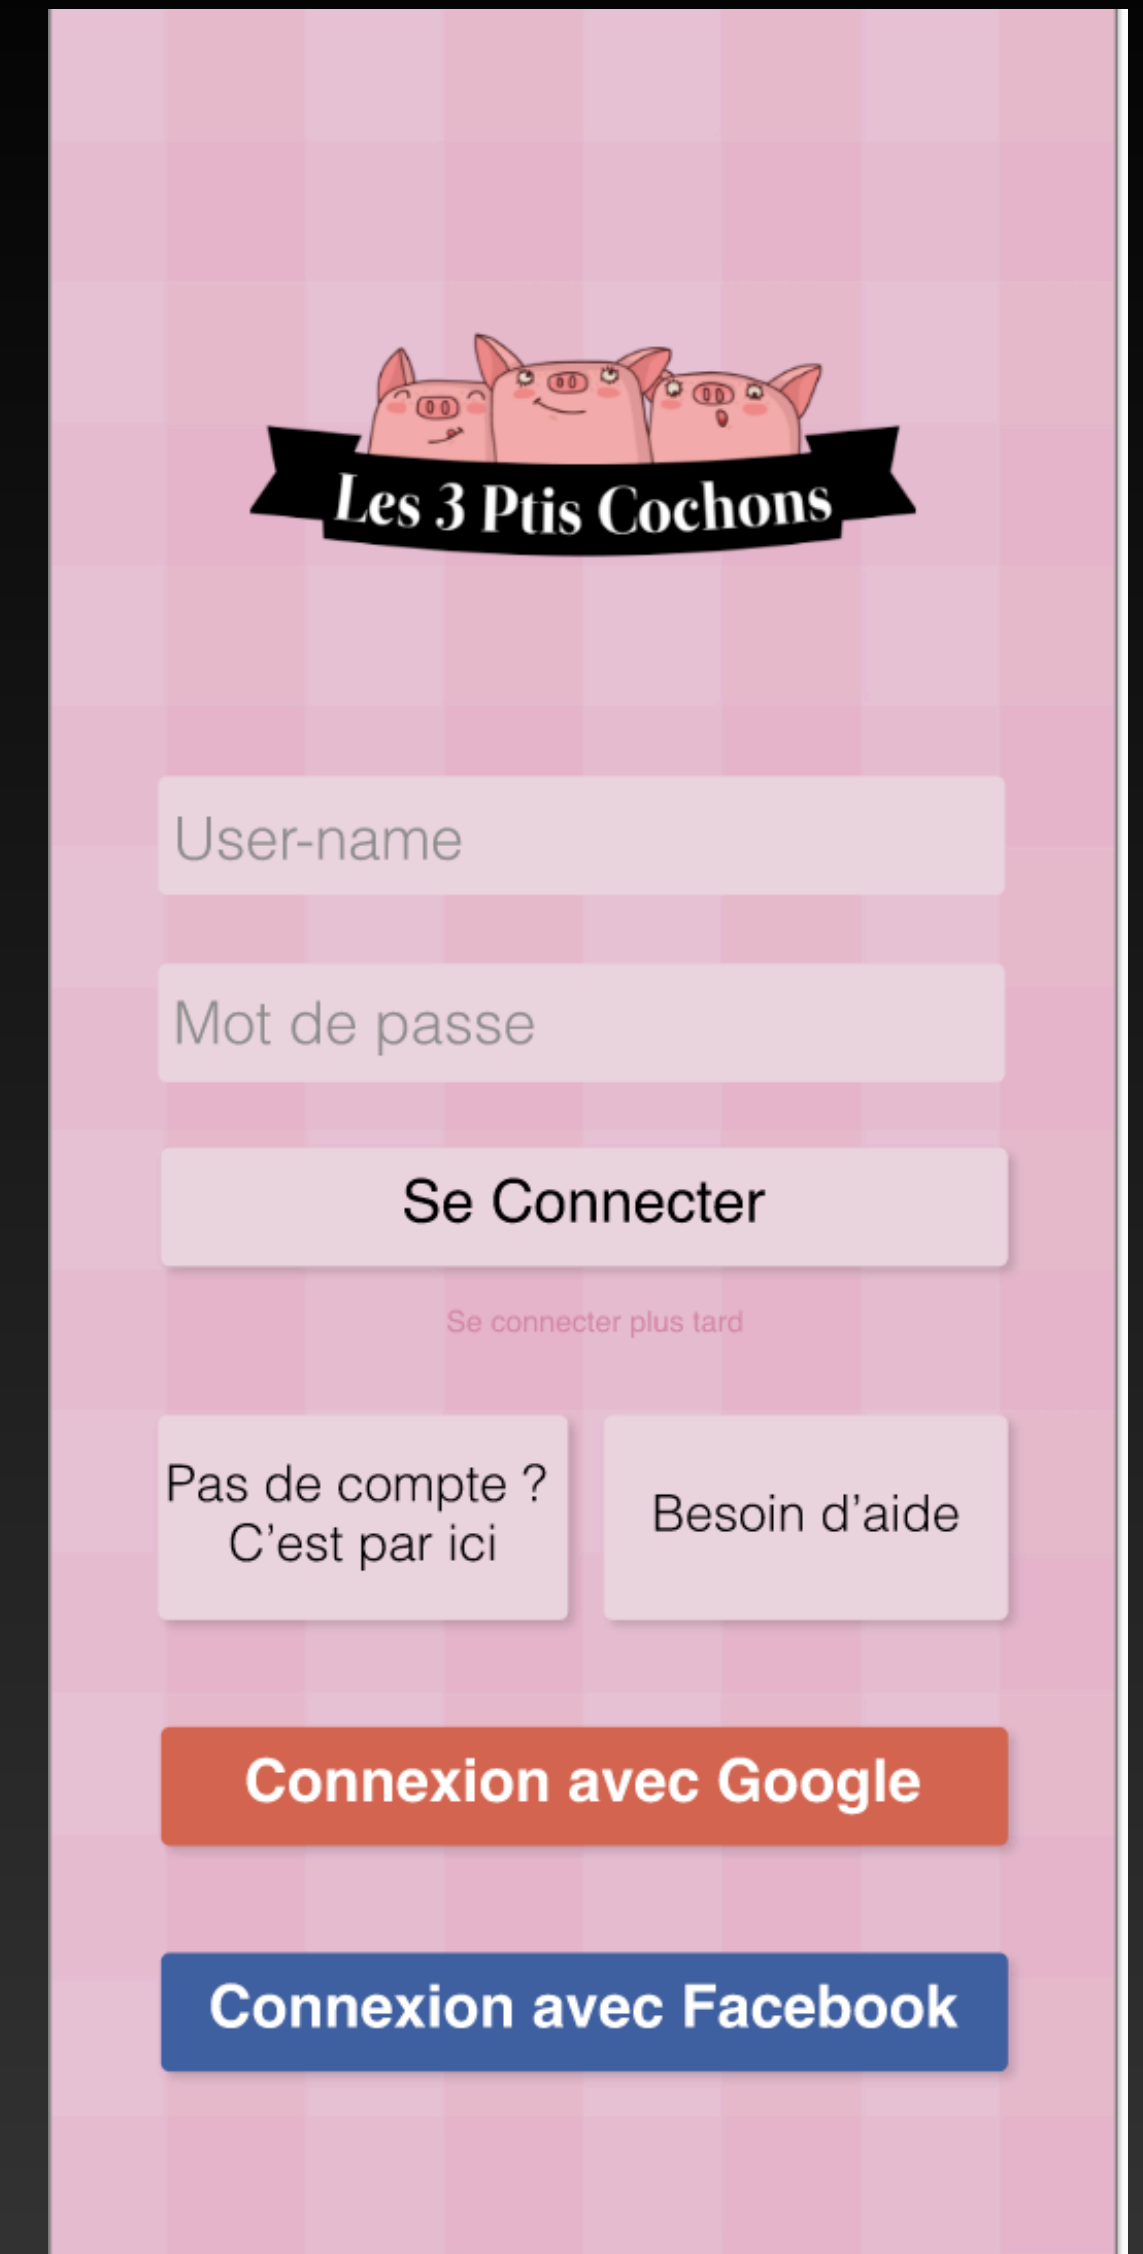 Les 3 Ptis Cochons
User-name
Mot de passe
Se Connecter
Se connecter plus tard
Pas de compte ?
C’est par ici
Besoin d’aide
Connexion avec Google
Connexion avec Facebook